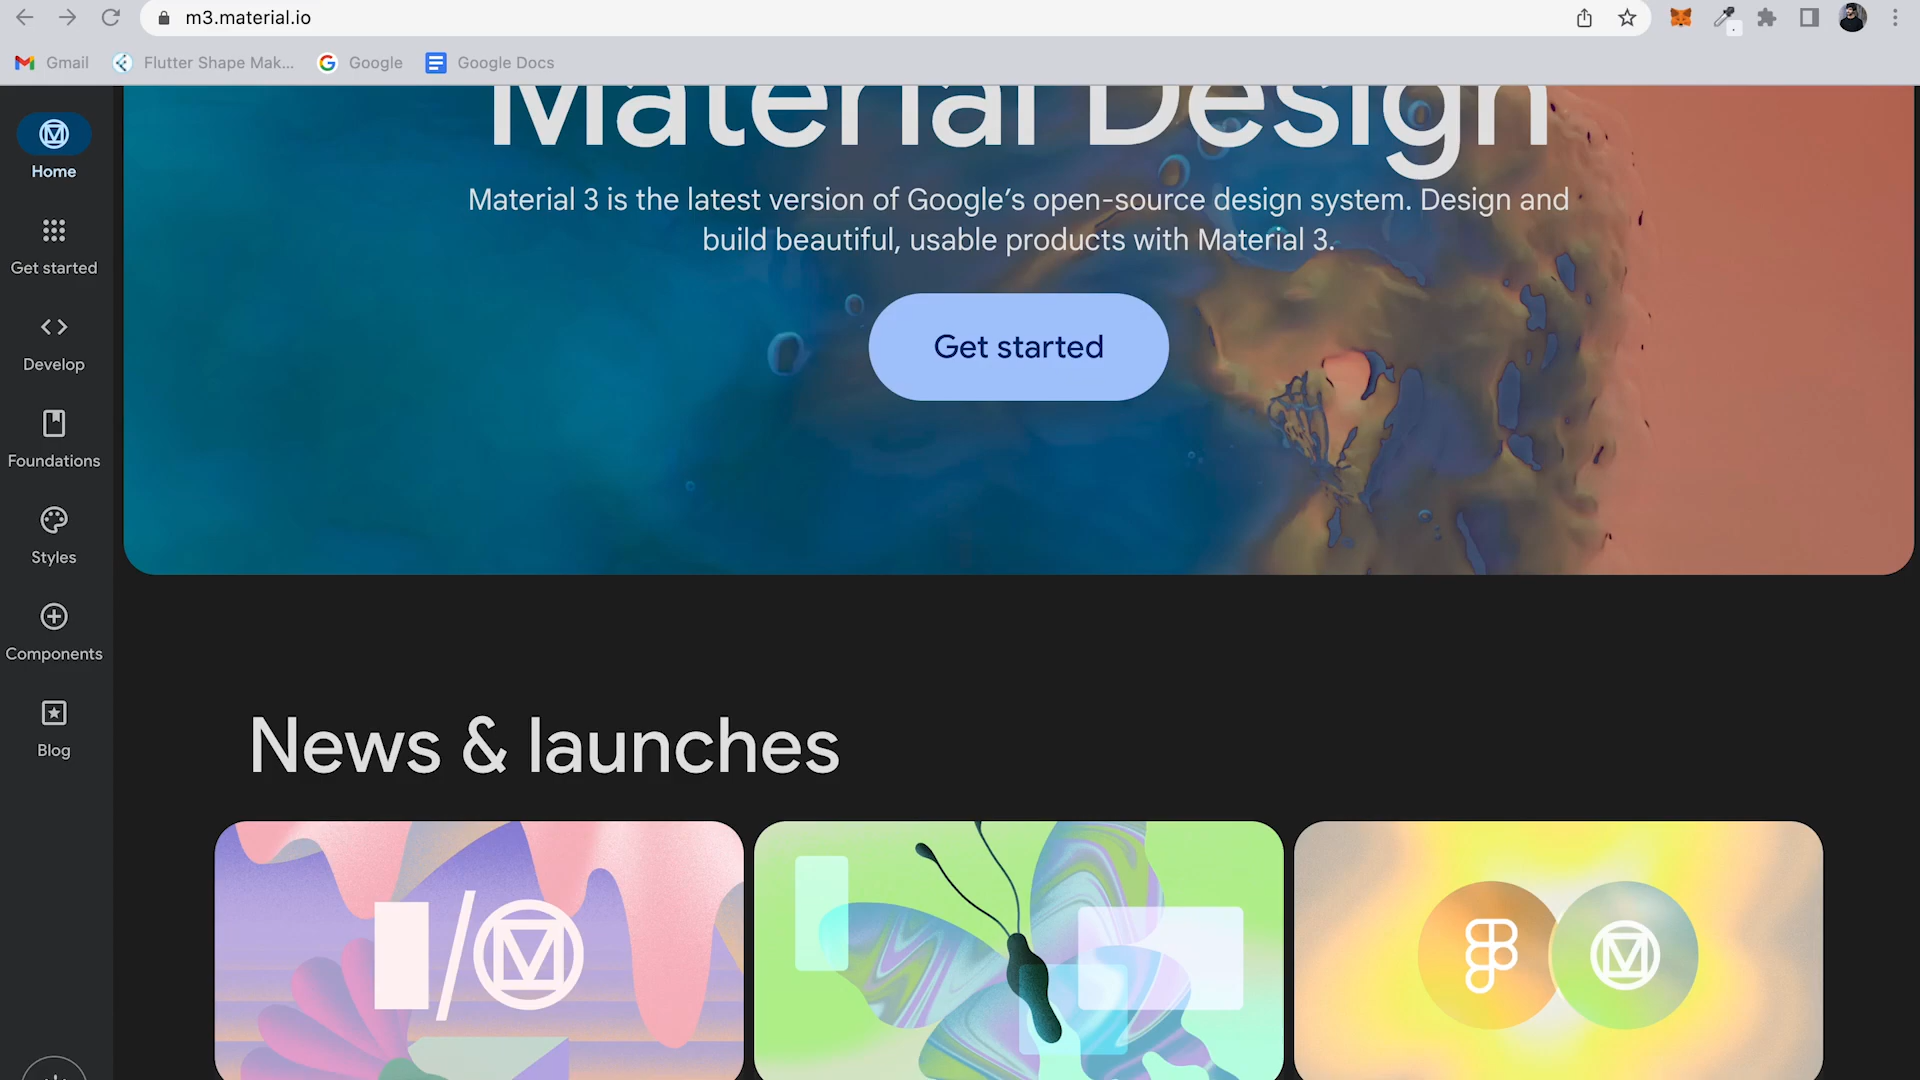 m3.material.io
Gmail
Flutter Shape Mak...
Google
Google Docs
Material Design
Home
Material 3 is the latest version of Google’s open-source design system. Design and
build beautiful, usable products with Material 3.
Get started
Get started
Develop
Foundations
Styles
Components
News & launches
Blog